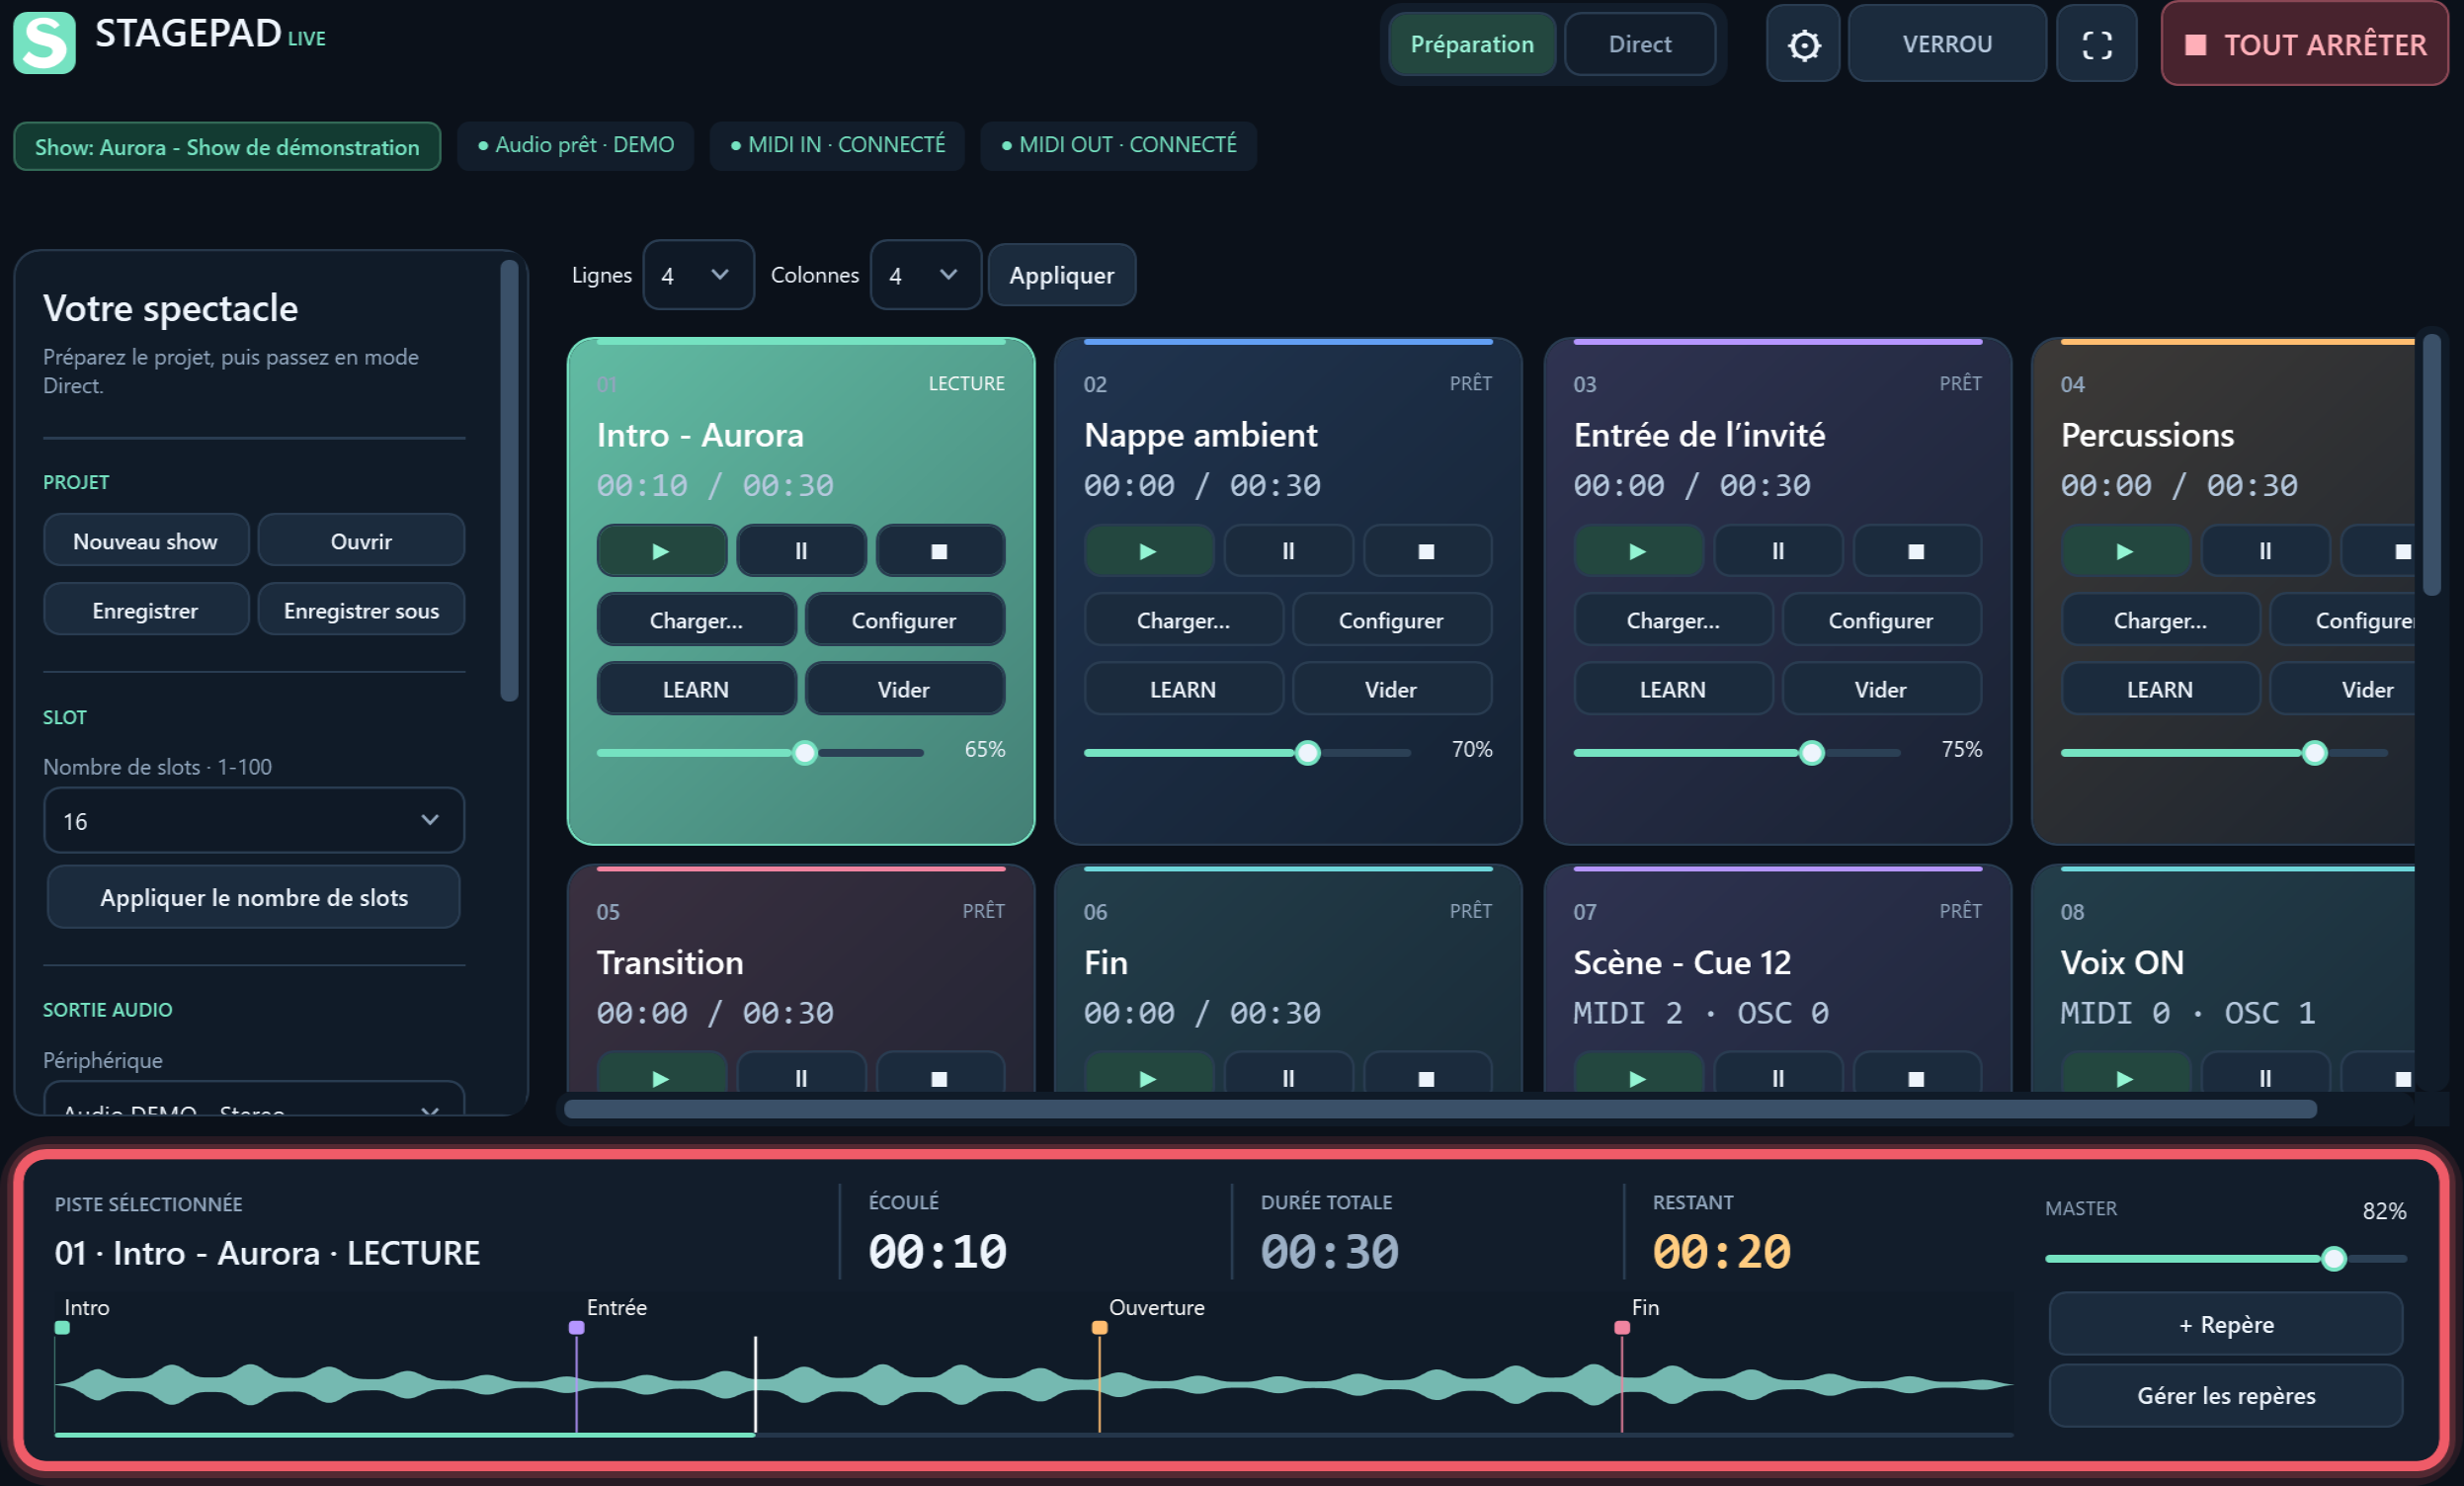 S STAGEPAD LIVE
Préparation Direct VERROU TOUT ARRÊTER
Show: Aurora - Show de démonstration
Audio prêt · DEMO
MIDI IN · CONNECTÉ
MIDI OUT · CONNECTÉ
Votre spectacle
Préparez le projet, puis passez en mode
Direct.
PROJET
Nouveau show Ouvrir
Enregistrer Enregistrer sous
SLOT
Nombre de slots · 1-100
16
Appliquer le nombre de slots
SORTIE AUDIO
Périphérique
Audio DEMO - Stereo
Lignes 4 Colonnes 4 Appliquer
01 LECTURE
Intro - Aurora
00:10 / 00:30
Charger... Configurer
LEARN Vider
65%
02 PRÊT
Nappe ambient
00:00 / 00:30
Charger... Configurer
LEARN Vider
70%
03 PRÊT
Entrée de l'invité
00:00 / 00:30
Charger... Configurer
LEARN Vider
75%
04
Percussions
00:00 / 00:30
Charger... Configurer
LEARN Vider
05 PRÊT
Transition
00:00 / 00:30
06 PRÊT
Fin
00:00 / 00:30
07 PRÊT
Scène - Cue 12
MIDI 2 · OSC 0
08
Voix ON
MIDI 0 · OSC 1
PISTE SÉLECTIONNÉE
01 · Intro - Aurora · LECTURE
ÉCOULÉ
00:10
DURÉE TOTALE
00:30
RESTANT
00:20
MASTER 82%
Intro Entrée Ouverture Fin
+ Repère
Gérer les repères